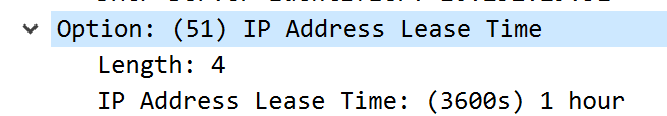 Option: (51) IP Address Lease Time
Length: 4
IP Address Lease Time: (3600s) 1 hour